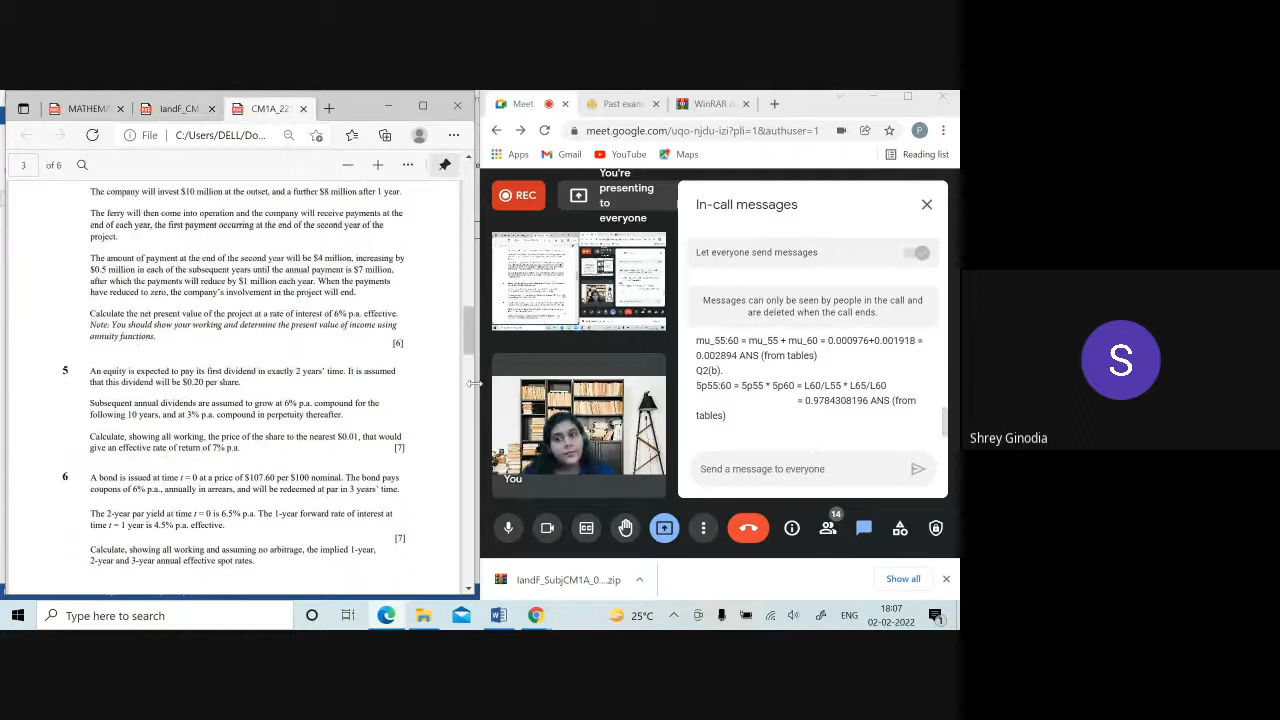 MATHEMA
IandF_CM
CM1A_22
File
C:/Users/DELL/Do...
3
of 6
The company will invest $10 million at the outset, and a further $8 million after 1 year.
The ferry will then come into operation and the company will receive payments at the
end of each year, the first payment occurring at the end of the second year of the
project.
The amount of payment at the end of the second year will be $4 million, increasing by
$0.5 million in each of the subsequent years until the annual payment is $7 million,
after which the payments will reduce by $1 million each year. When the payments
have reduced to zero, the company's involvement in the project will end.
Calculate the net present value of the project at a rate of interest of 6% p.a. effective.
Note: You should show your working and determine the present value of income using
annuity functions.
[6]
5
An equity is expected to pay its first dividend in exactly 2 years' time. It is assumed
that this dividend will be $0.20 per share.
Subsequent annual dividends are assumed to grow at 6% p.a. compound for the
following 10 years, and at 3% p.a. compound in perpetuity thereafter.
Calculate, showing all working, the price of the share to the nearest $0.01, that would
give an effective rate of return of 7% p.a.
[7]
6
A bond is issued at time t = 0 at a price of $107.60 per $100 nominal. The bond pays
coupons of 6% p.a., annually in arrears, and will be redeemed at par in 3 years' time.
The 2-year par yield at time t = 0 is 6.5% p.a. The 1-year forward rate of interest at
time t = 1 year is 4.5% p.a. effective.
[7]
Calculate, showing all working and assuming no arbitrage, the implied 1-year,
2-year and 3-year annual effective spot rates.
Meet
Past exam
WinRAR d
meet.google.com/uqo-njdu-izi?pli=1&authuser=1
P
Apps
Gmail
YouTube
Maps
Reading list
REC
You're
presenting
to
everyone
In-call messages
Let everyone send messages
Messages can only be seen by people in the call and
are deleted when the call ends.
mu_55:60 = mu_55 + mu_60 = 0.000976+0.001918 =
0.002894 ANS (from tables)
Q2(b).
5p55:60 = 5p55 * 5p60 = L60/L55 * L65/L60
= 0.9784308196 ANS (from
tables)
Send a message to everyone
You
14
IandF_SubjCM1A_0....zip
Show all
Type here to search
25°C
ENG
18:07
02-02-2022
1
S
Shrey Ginodia